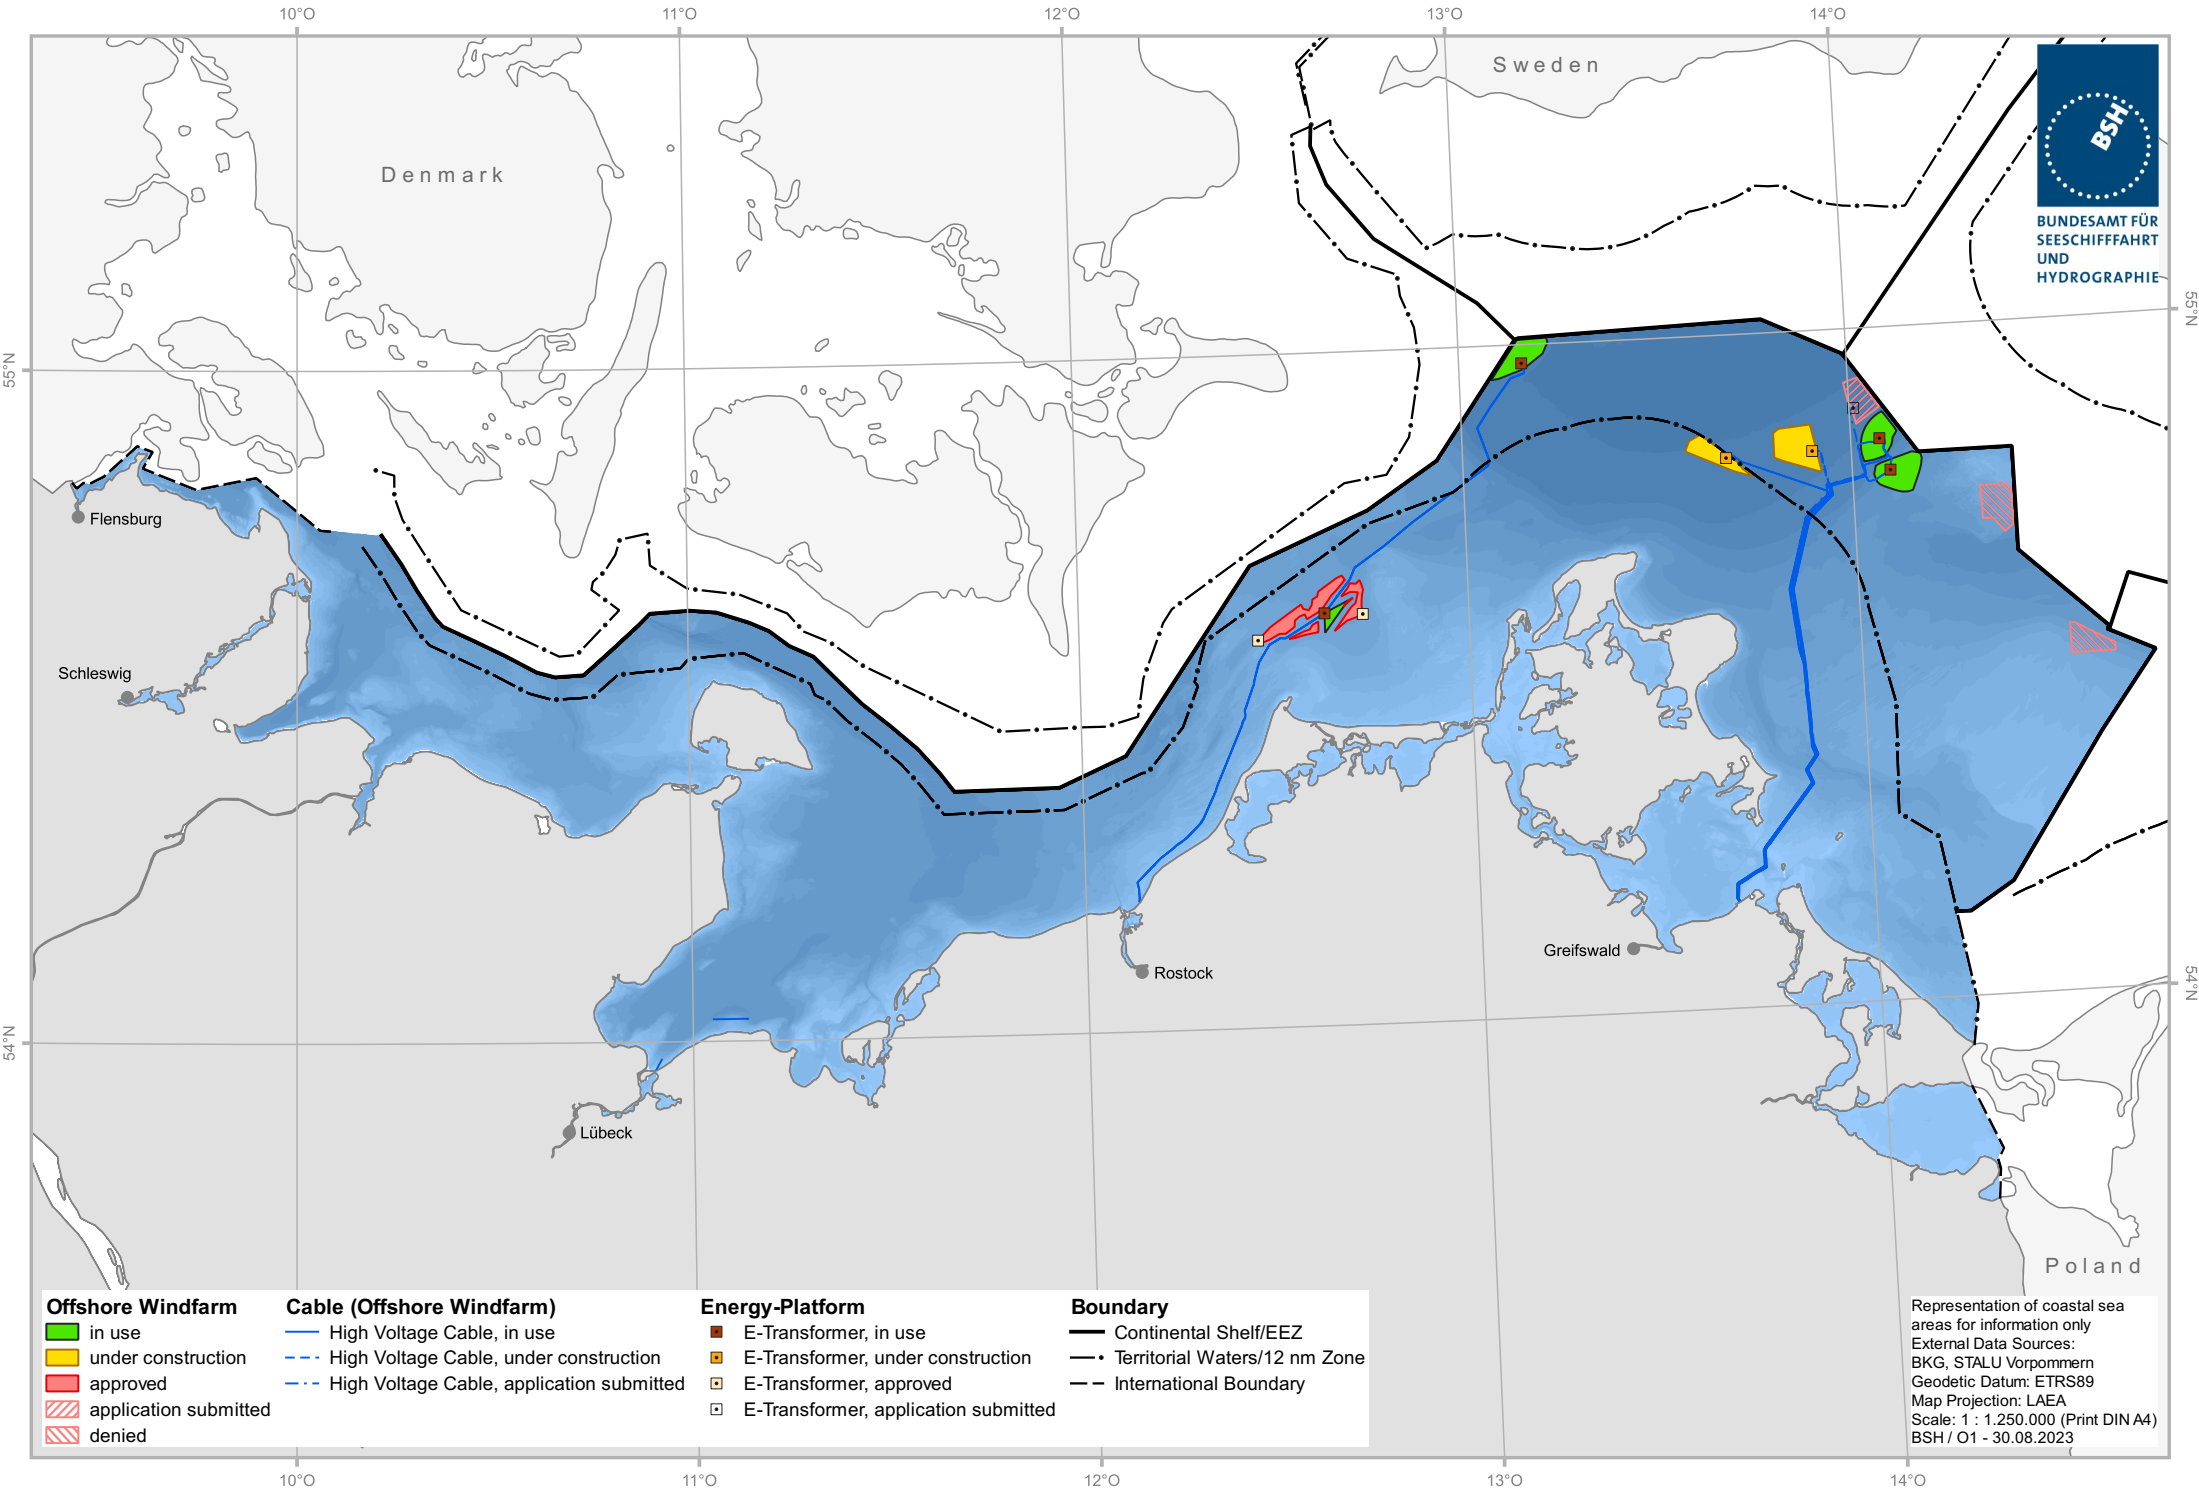 10°O 11°O 12°O 13°O 14°O
Sweden
Denmark
BSH
BUNDESAMT FÜR
SEESCHIFFFAHRT
UND
HYDROGRAPHIE
55°N
55°N
Flensburg
Schleswig
Greifswald
Rostock
54°N
54°N
Lübeck
Poland
Offshore Windfarm
in use
under construction
approved
application submitted
denied
Cable (Offshore Windfarm)
High Voltage Cable, in use
High Voltage Cable, under construction
High Voltage Cable, application submitted
Energy-Platform
E-Transformer, in use
E-Transformer, under construction
E-Transformer, approved
E-Transformer, application submitted
Boundary
Continental Shelf/EEZ
Territorial Waters/12 nm Zone
International Boundary
Representation of coastal sea
areas for information only
External Data Sources:
BKG, STALU Vorpommern
Geodetic Datum: ETRS89
Map Projection: LAEA
Scale: 1 : 1.250.000 (Print DIN A4)
BSH / O1 - 30.08.2023
10°O 11°O 12°O 13°O 14°O